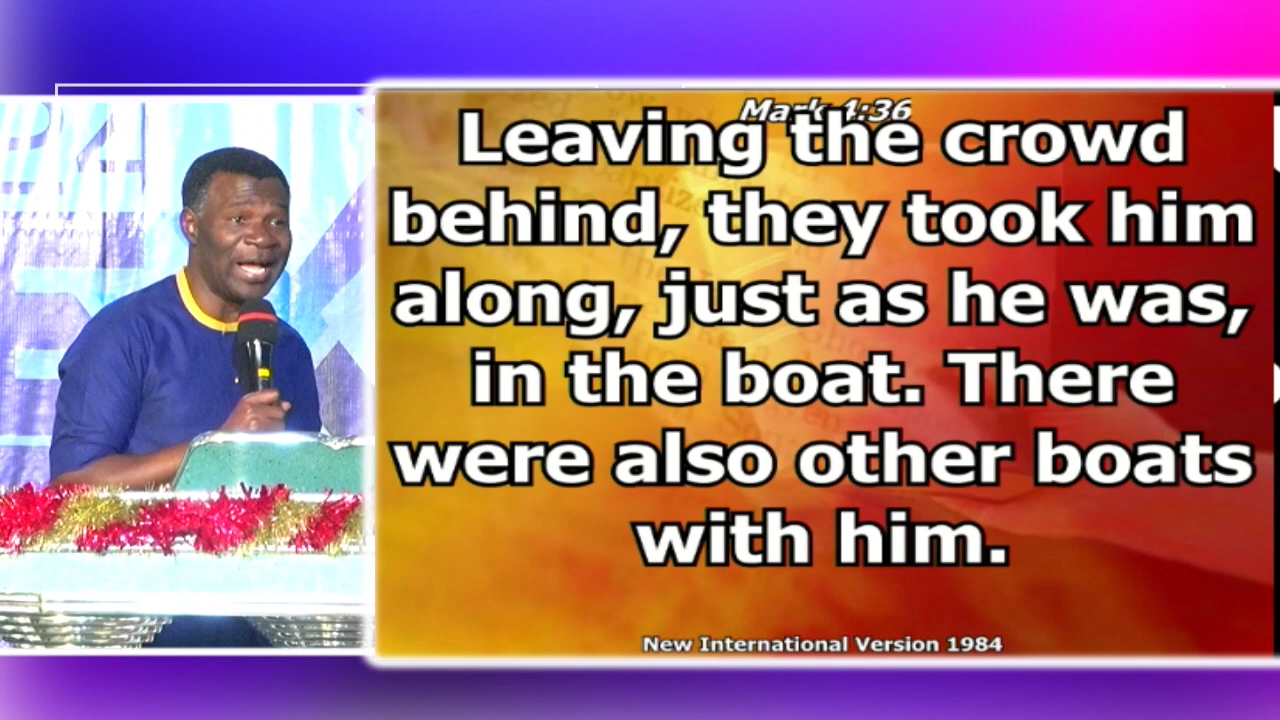 Mark 4:36
Leaving the crowd
behind, they took him
along, just as he was,
in the boat. There
were also other boats
with him.
New International Version 1984